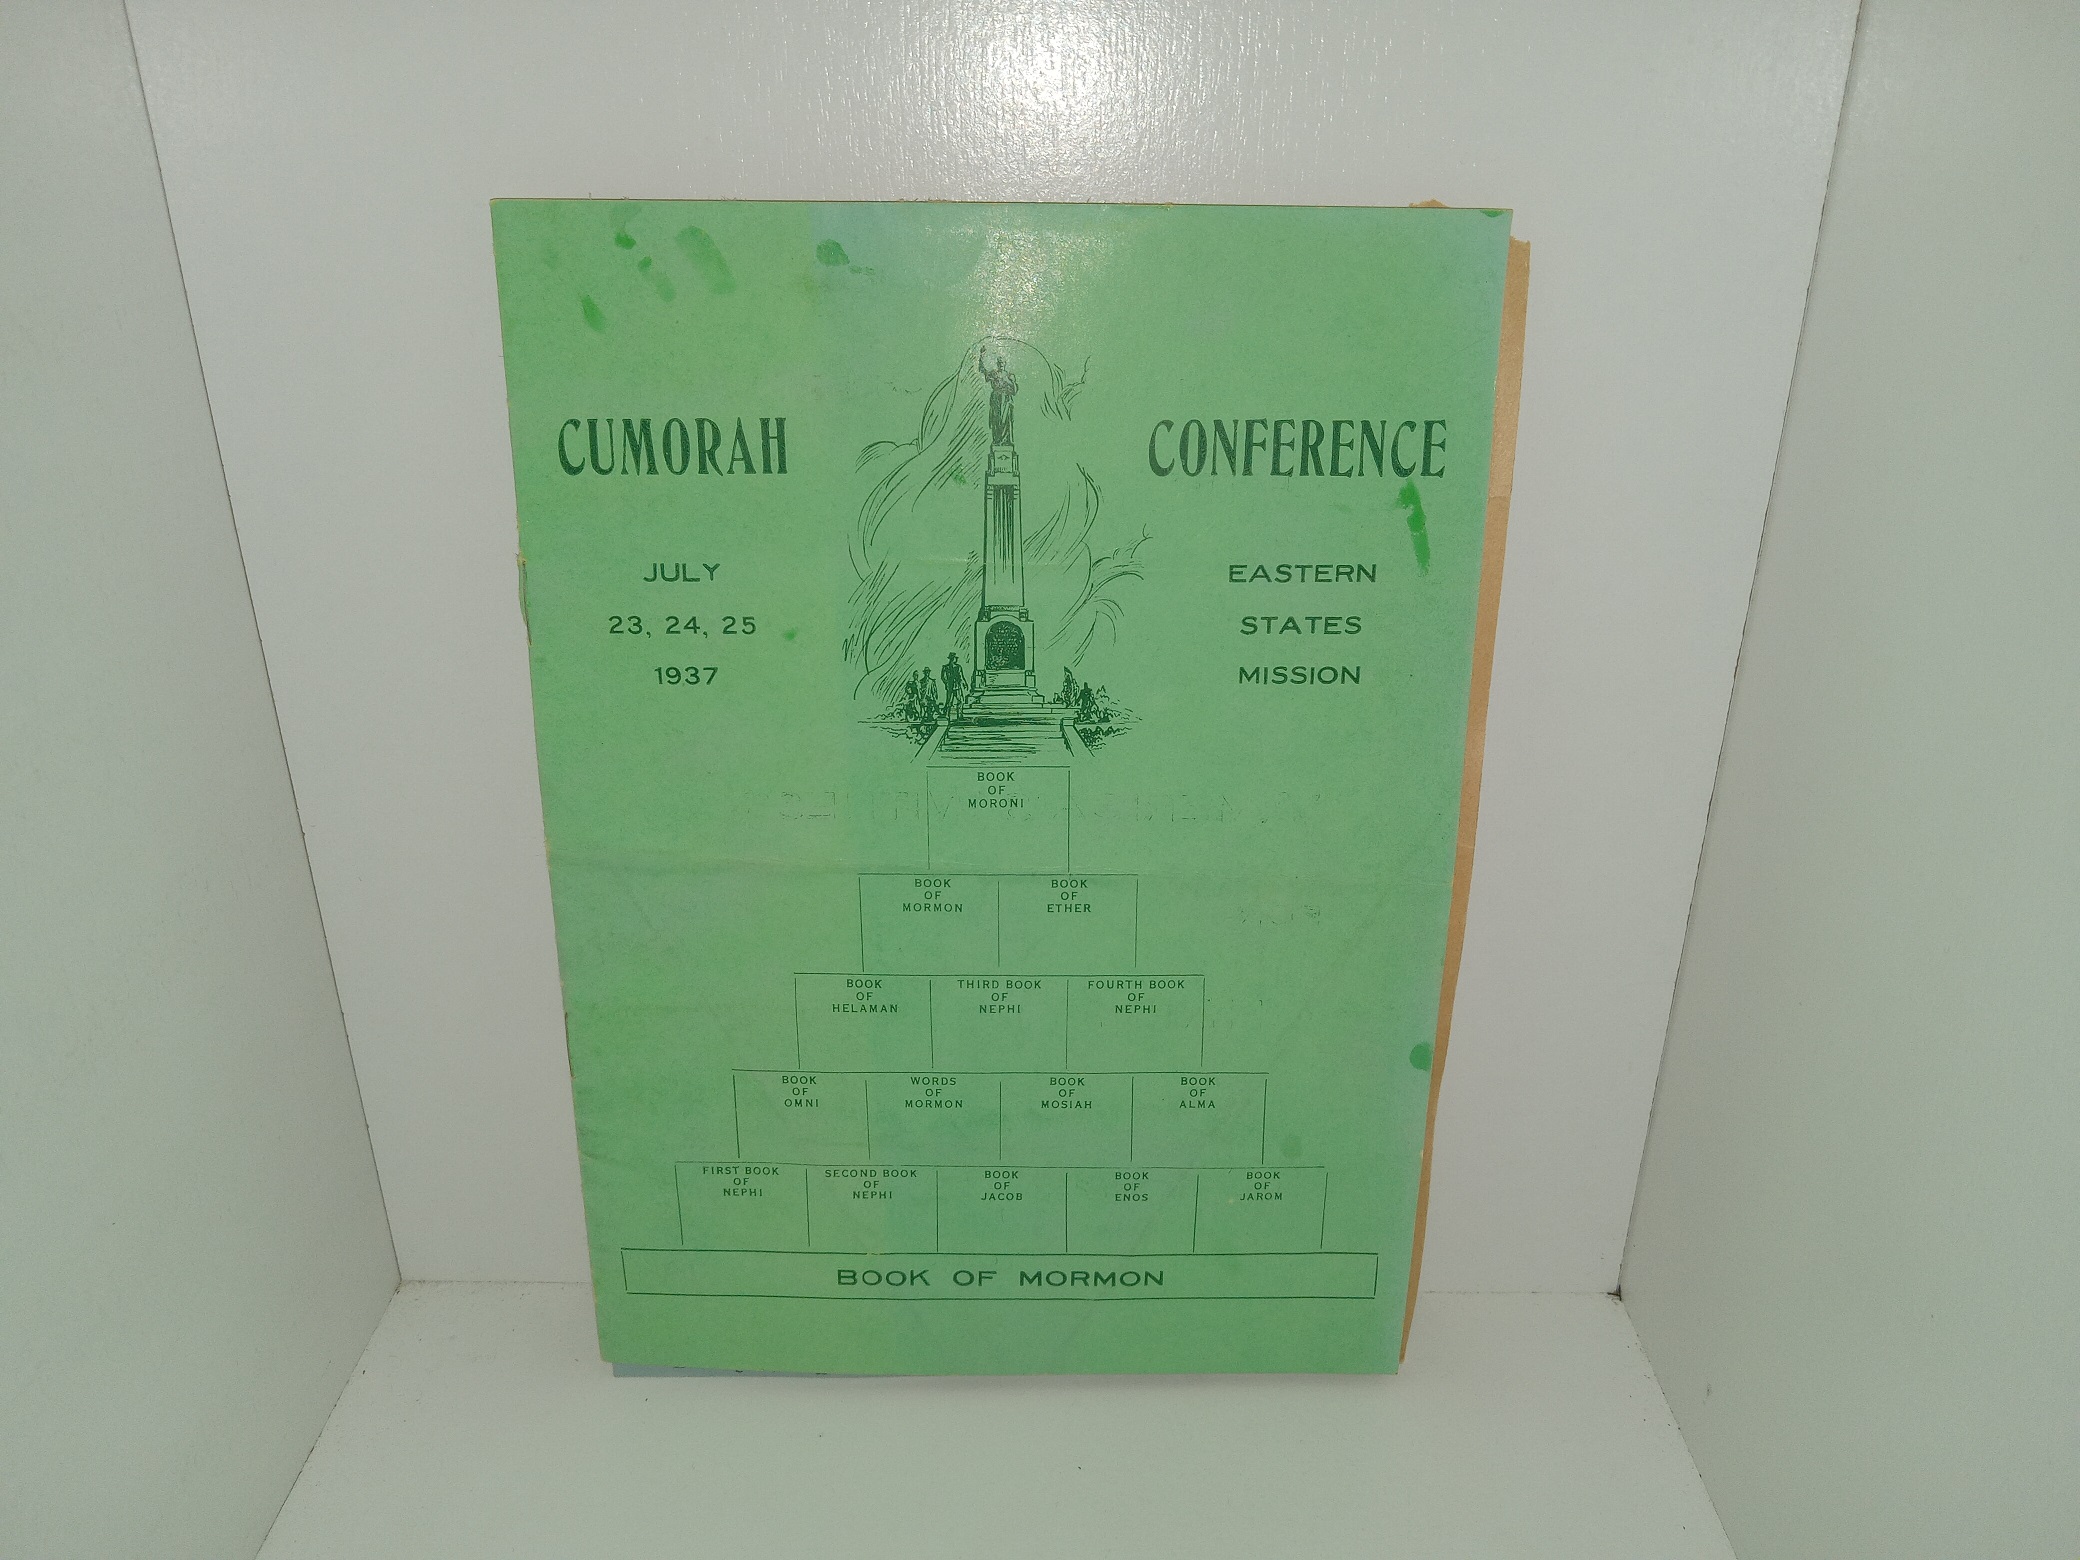 CUMORAH CONFERENCE
JULY
23, 24, 25
1937
EASTERN
STATES
MISSION
BOOK
OF
MORONI
BOOK
OF
MORMON
BOOK
OF
ETHER
BOOK
OF
HELAMAN
THIRD BOOK
OF
NEPHI
FOURTH BOOK
OF
NEPHI
BOOK
OF
OMNI
WORDS
OF
MORMON
BOOK
OF
MOSIAH
BOOK
OF
ALMA
FIRST BOOK
OF
NEPHI
SECOND BOOK
OF
NEPHI
BOOK
OF
JACOB
BOOK
OF
ENOS
BOOK
OF
JAROM
BOOK OF MORMON